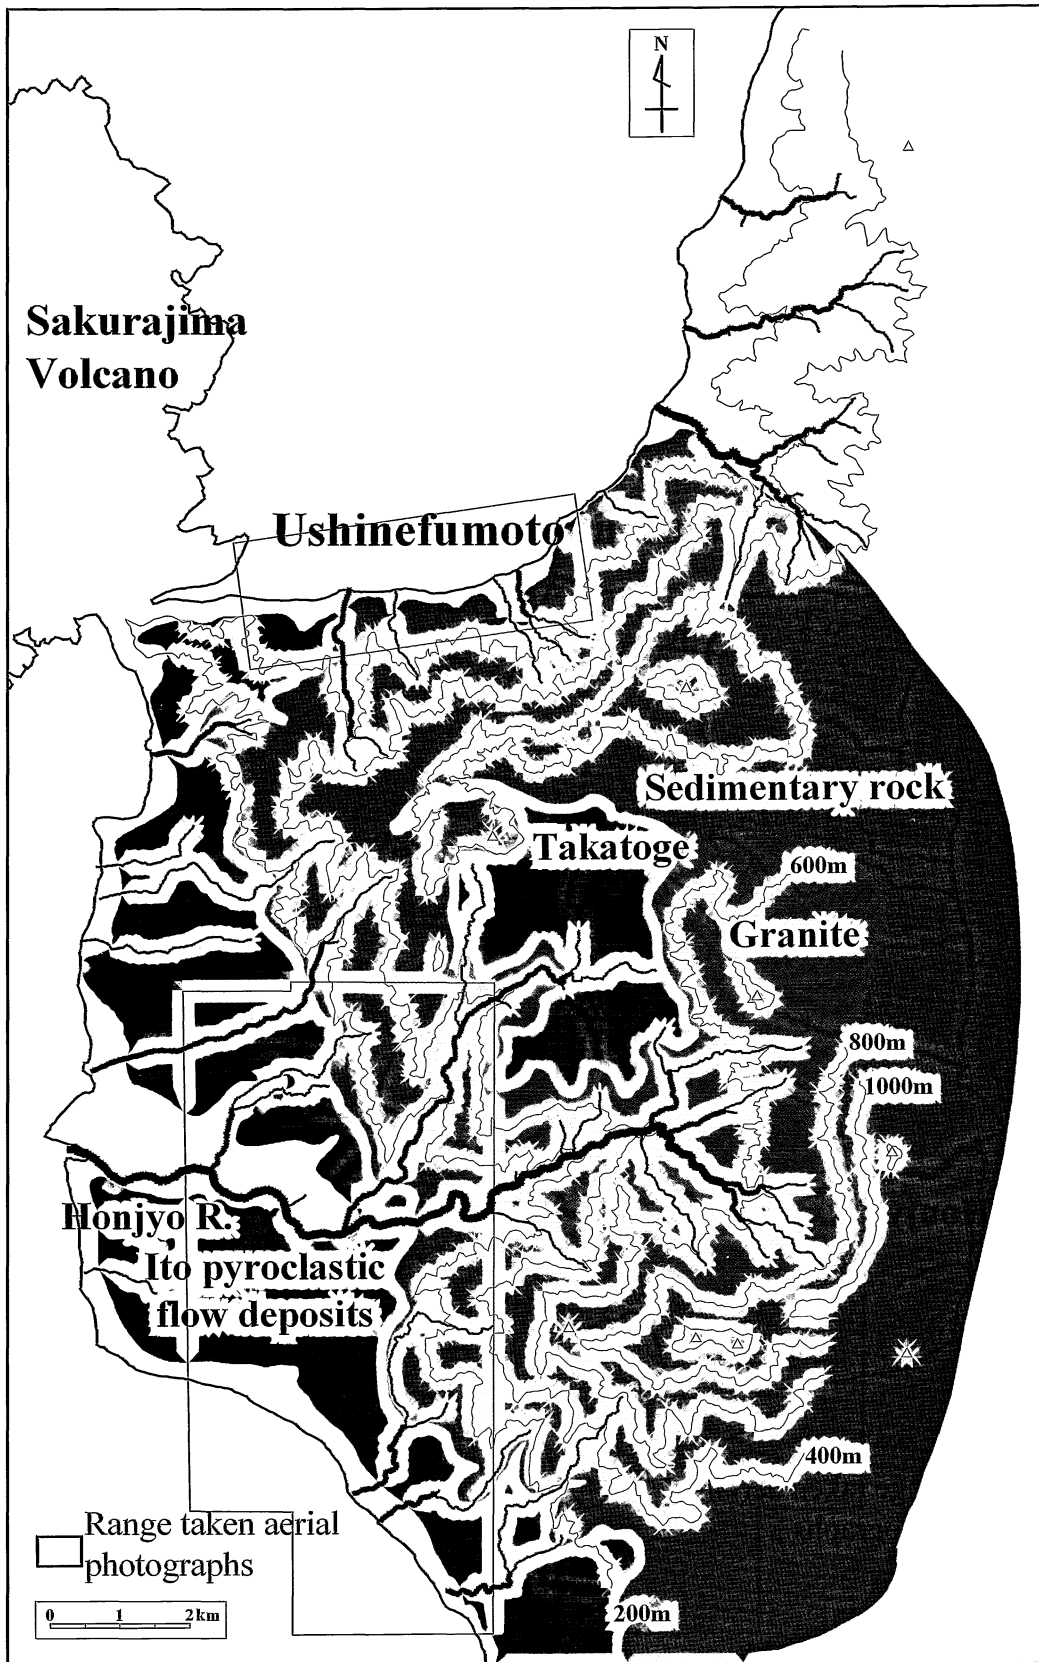 N
Sakurajima
Volcano
Ushinefumoto
Sedimentary rock
Takatoge
600m
Granite
800m
1000m
Honjyo R.
Ito pyroclastic
flow deposits
400m
Range taken aerial
photographs
0 1 2km
200m